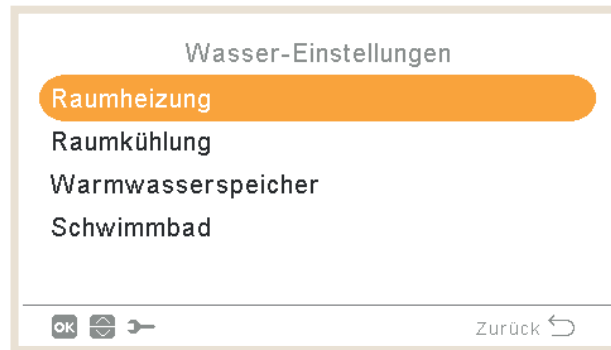 Wasser-Einstellungen
Raumheizung
Raumkühlung
Warmwasserspeicher
Schwimmbad
OK Zurück